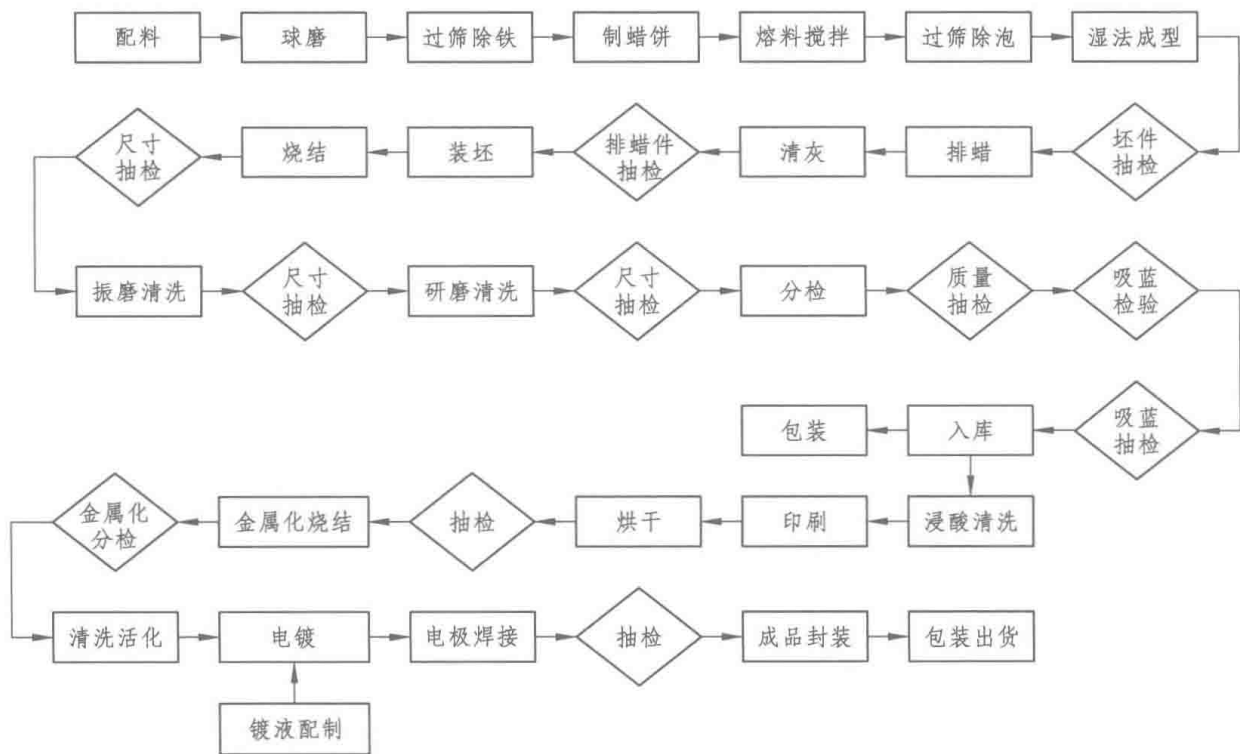 配料
球磨
过筛除铁
制蜡饼
熔料搅拌
过筛除泡
湿法成型
尺寸
抽检
烧结
装坯
排蜡件
抽检
清灰
排蜡
坯件
抽检
振磨清洗
尺寸
抽检
研磨清洗
尺寸
抽检
分检
质量
抽检
吸蓝
检验
包装
入库
吸蓝
抽检
金属化
分检
金属化烧结
抽检
烘干
印刷
浸酸清洗
清洗活化
电镀
电极焊接
抽检
成品封装
包装出货
镀液配制